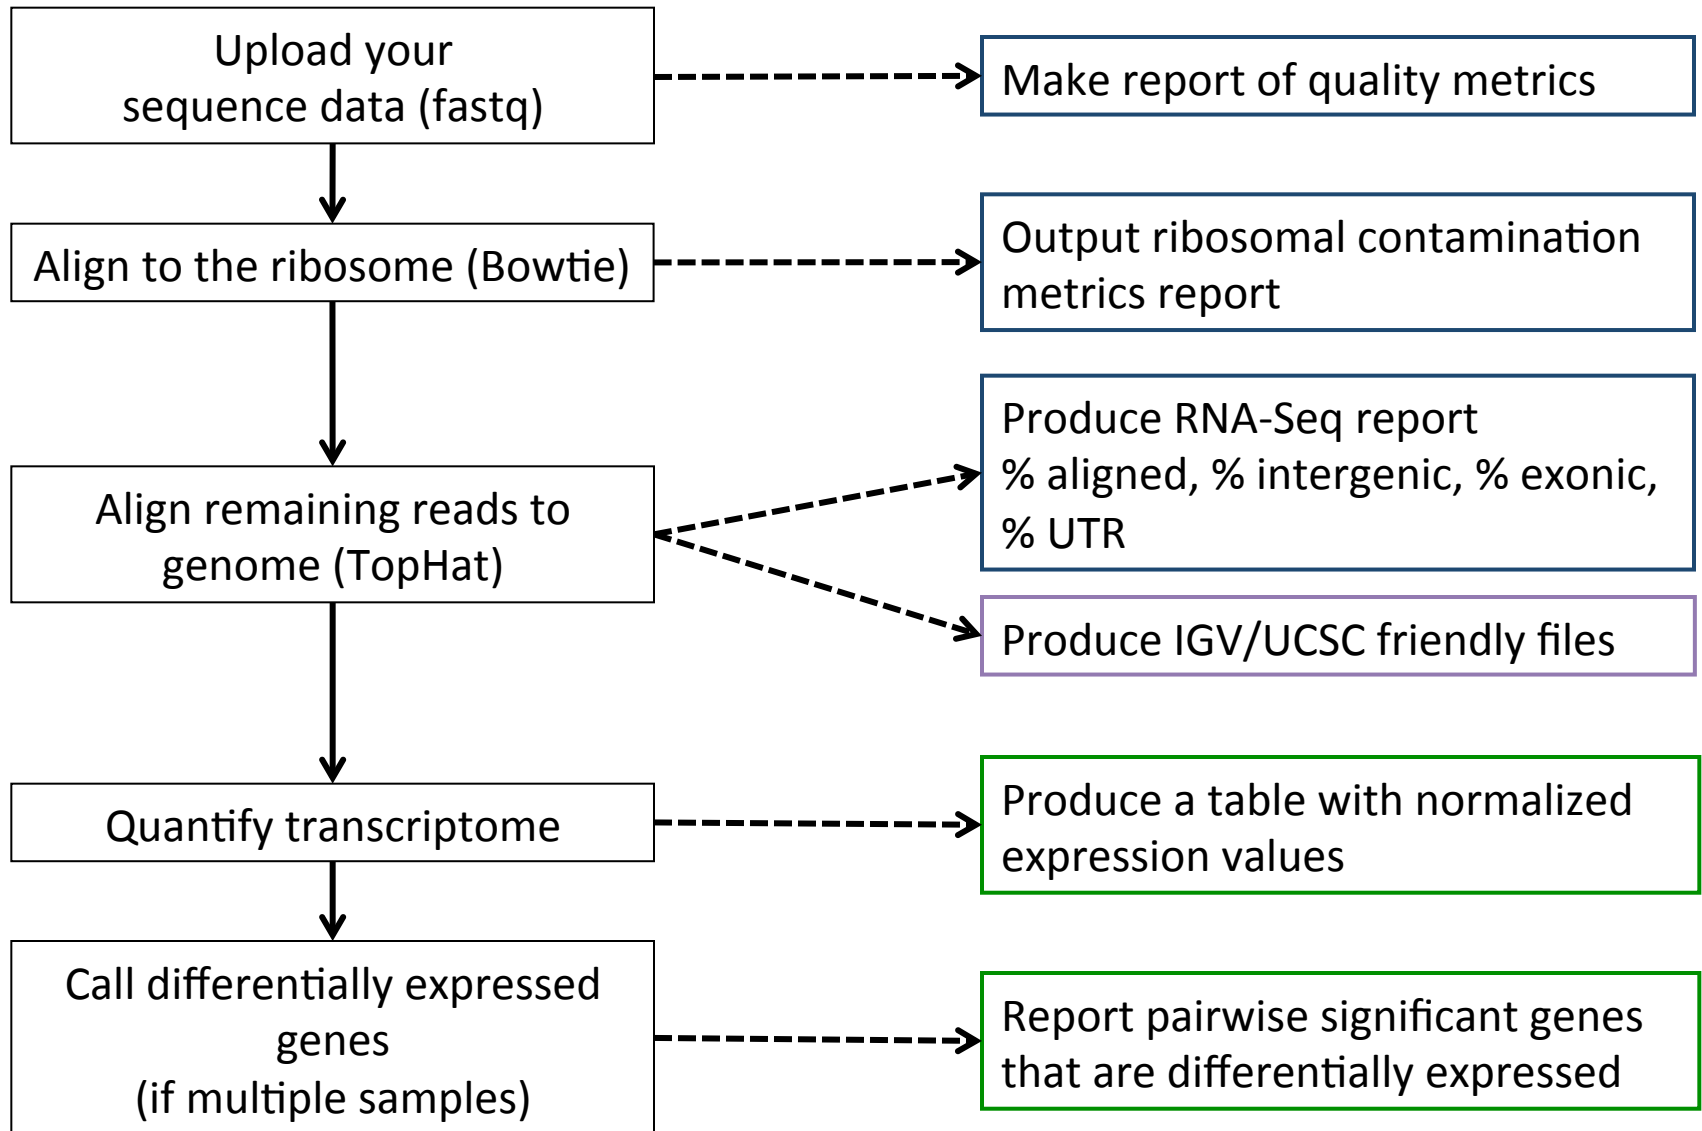 Upload your
sequence data (fastq)
Make report of quality metrics
Align to the ribosome (Bowtie)
Output ribosomal contamination
metrics report
Align remaining reads to
genome (TopHat)
Produce RNA-Seq report
% aligned, % intergenic, % exonic,
% UTR
Produce IGV/UCSC friendly files
Quantify transcriptome
Produce a table with normalized
expression values
Call differentially expressed
genes
(if multiple samples)
Report pairwise significant genes
that are differentially expressed